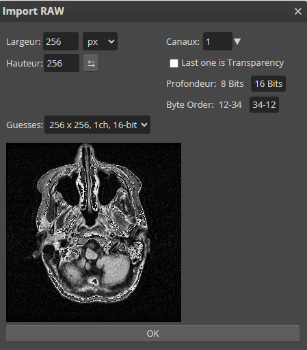 Import RAW
Largeur: 256 px
Canaux: 1
Hauteur: 256
Last one is Transparency
Profondeur: 8 Bits 16 Bits
Byte Order: 12-34 34-12
Guesses: 256 x 256, 1ch, 16-bit
OK